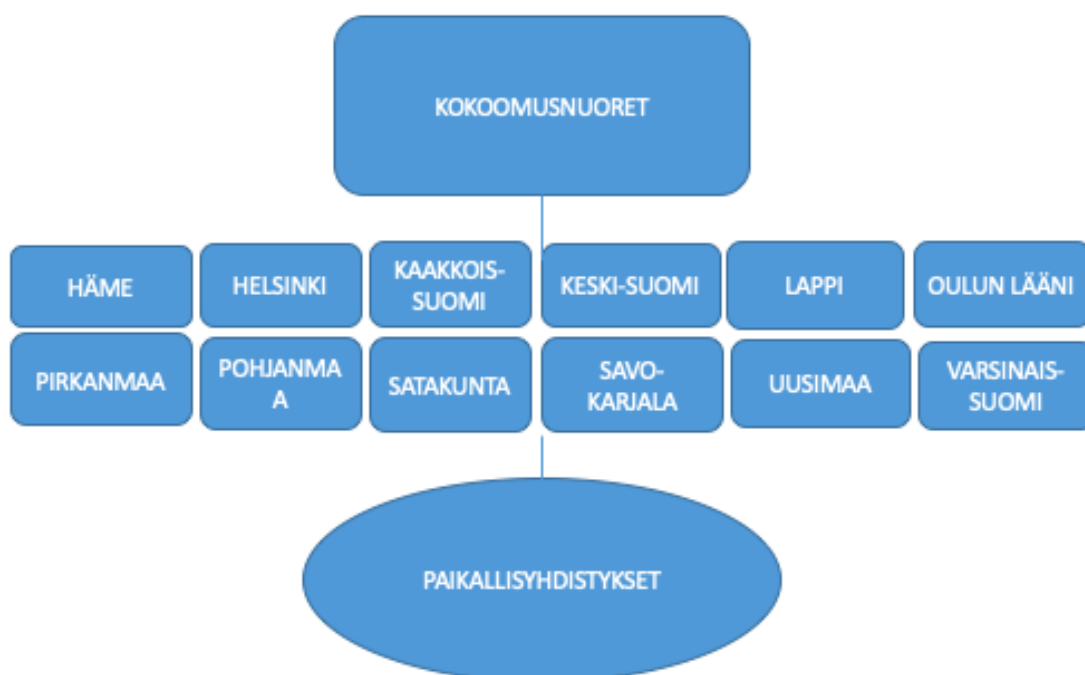 KOKOOMUSNUORET
HÄME
HELSINKI
KAAKKOIS-
SUOMI
KESKI-SUOMI
LAPPI
OULUN LÄÄNI
PIRKANMAA
POHJANMA
A
SATAKUNTA
SAVO-
KARJALA
UUSIMAA
VARSINAIS-
SUOMI
PAIKALLISYHDISTYKSET